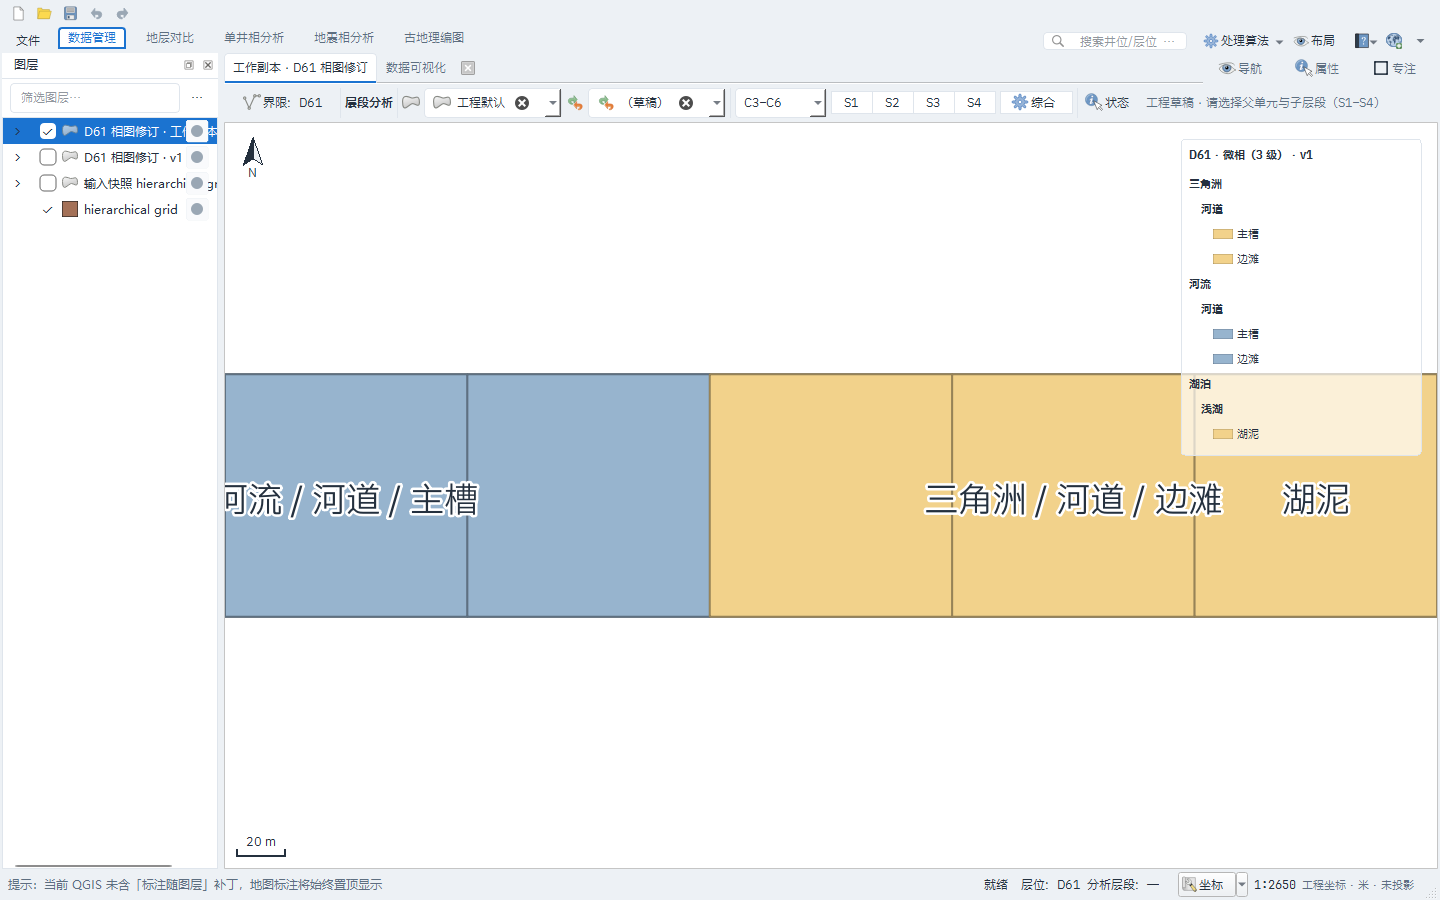 文件 数据管理 地层对比 单井相分析 地震相分析 古地理编图
搜索井位/层位 … 处理算法 布局
图层
工作副本 · D61 相图修订 数据可视化
导航 属性 专注
筛选图层…
…
界限: D61 层段分析 工程默认 （草稿） C3-C6 S1 S2 S3 S4 综合 状态 工程草稿 · 请选择父单元与子层段（S1-S4）
D61 相图修订 · 工作 本
D61 相图修订 · v1
输入快照 hierarchi gr
hierarchical grid
N
D61 · 微相（3 级） · v1
三角洲
河道
主槽
边滩
河流
河道
主槽
边滩
湖泊
浅湖
湖泥
河流 / 河道 / 主槽
三角洲 / 河道 / 边滩
湖泥
20 m
提示: 当前 QGIS 未含「标注随图层」补丁，地图标注将始终置顶显示
就绪 层位: D61 分析层段: — 坐标 1:2650 工程坐标 · 米 · 未投影